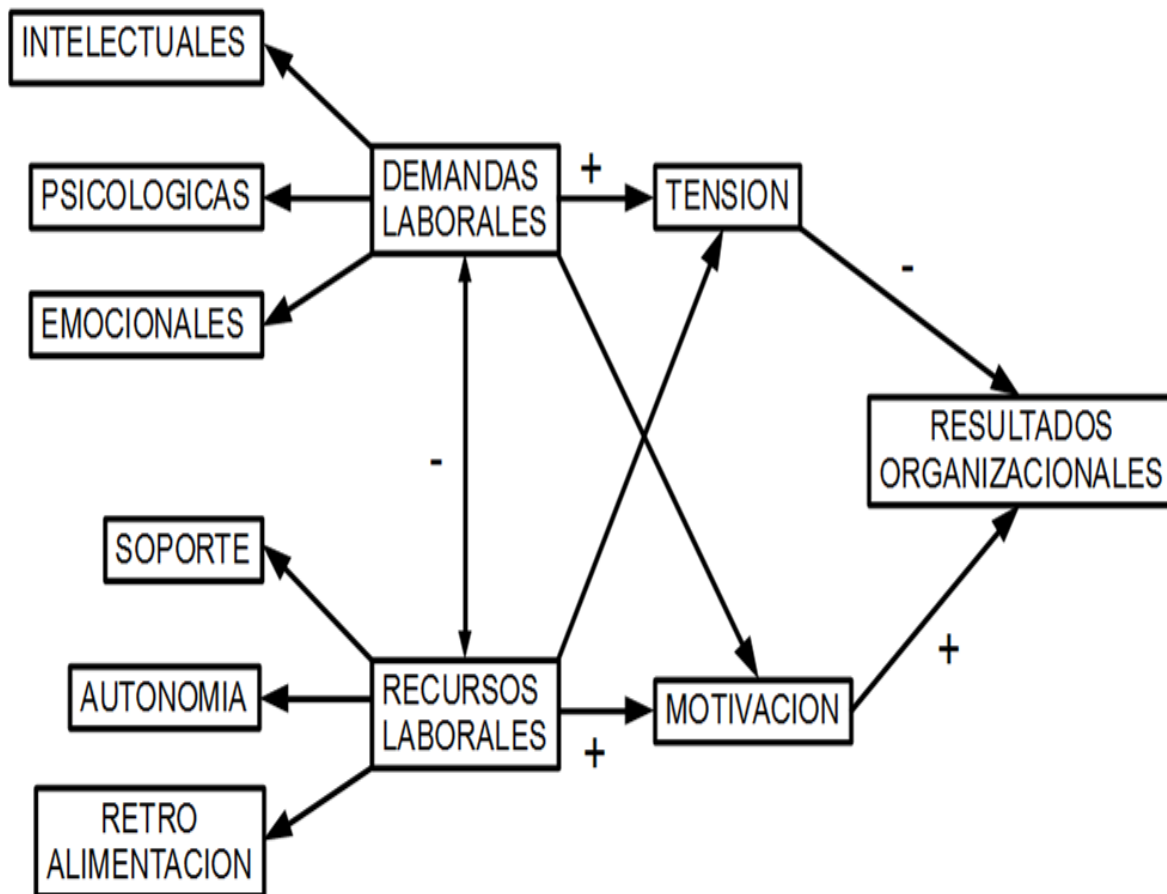 INTELECTUALES
PSICOLOGICAS
EMOCIONALES
DEMANDAS
LABORALES
+
TENSION
-
-
RESULTADOS
ORGANIZACIONALES
SOPORTE
AUTONOMIA
RETRO
ALIMENTACION
RECURSOS
LABORALES
+
MOTIVACION
+